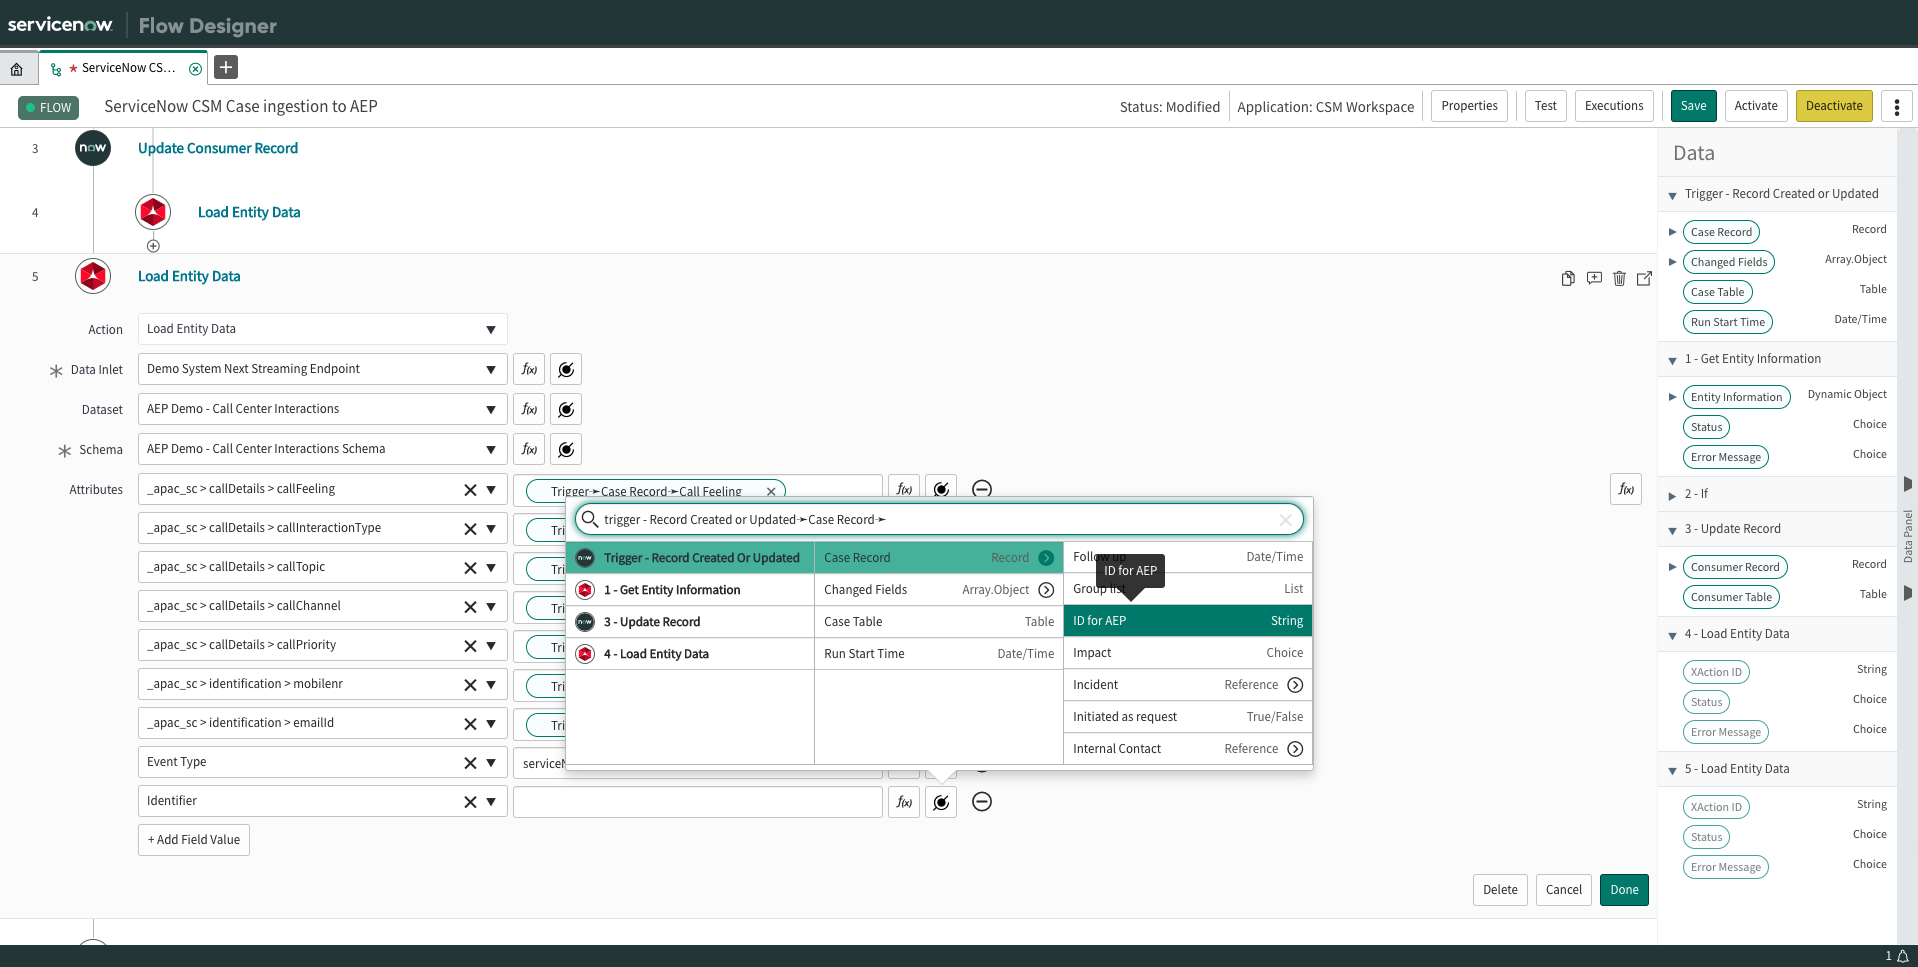 servicenow Flow Designer
ServiceNow CS...
FLOW ServiceNow CSM Case ingestion to AEP Status: Modified Application: CSM Workspace Properties Test Executions Save Activate Deactivate
3 now Update Consumer Record
4 Load Entity Data
5 Load Entity Data
Action Load Entity Data
Data Inlet Demo System Next Streaming Endpoint f(x)
Dataset AEP Demo - Call Center Interactions f(x)
Schema AEP Demo - Call Center Interactions Schema f(x)
Attributes _apac_sc > callDetails > callFeeling Trigger➛Case Record➛Call Feeling f(x) f(x)
_apac_sc > callDetails > callInteractionType Tri
_apac_sc > callDetails > callTopic Tri
_apac_sc > callDetails > callChannel Tri
_apac_sc > callDetails > callPriority Tri
_apac_sc > identification > mobilenr Tri
_apac_sc > identification > emailId Tri
Event Type serviceN
Identifier f(x)
+ Add Field Value
Delete Cancel Done
trigger - Record Created or Updated➛Case Record➛
now Trigger - Record Created Or Updated
1 - Get Entity Information
now 3 - Update Record
4 - Load Entity Data
Case Record Record
Changed Fields Array.Object
Case Table Table
Run Start Time Date/Time
Follow up Date/Time
ID for AEP
Group list List
ID for AEP String
Impact Choice
Incident Reference
Initiated as request True/False
Internal Contact Reference
Data
Trigger - Record Created or Updated
Case Record Record
Changed Fields Array.Object
Case Table Table
Run Start Time Date/Time
1 - Get Entity Information
Entity Information Dynamic Object
Status Choice
Error Message Choice
2 - If
3 - Update Record
Consumer Record Record
Consumer Table Table
4 - Load Entity Data
XAction ID String
Status Choice
Error Message Choice
5 - Load Entity Data
XAction ID String
Status Choice
Error Message Choice
Data Panel
1